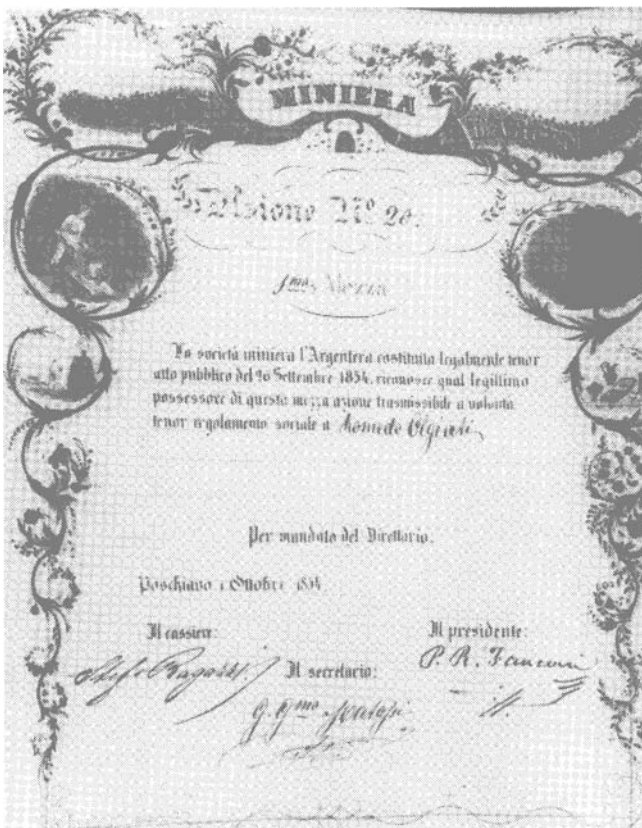 MINIERA
Azione Nº 20.
1ma Mezza
La società miniera l'Argentera costituita legalmente tenor
atto pubblico del 26 Settembre 1854, riconosce qual legittimo
possessore di questa mezza azione trasmissibile a volontà
tenor regolamento sociale a
Per mandato del Direttorio.
Poschiavo 1 Ottobre 1854
Il cassiere:
Il presidente:
P. R.
Il secretario: